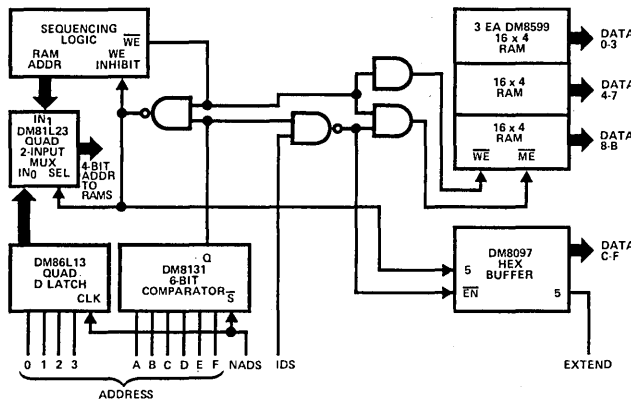 SEQUENCING
LOGIC
WE
RAM
ADDR
WE
INHIBIT
IN1
DM81L23
QUAD
2-INPUT
MUX
IN0 SEL
4-BIT
ADDR
TO
RAMS
3 EA DM8599
16 x 4
RAM
DATA
0-3
16 x 4
RAM
DATA
4-7
16 x 4
RAM
DATA
8-B
WE ME
DM86L13
QUAD
D LATCH
CLK
Q
DM8131
6-BIT
COMPARATOR
S
DM8097
HEX
BUFFER
5
EN
5
DATA
C-F
0 1 2 3
A B C D E F NADS IDS
EXTEND
ADDRESS